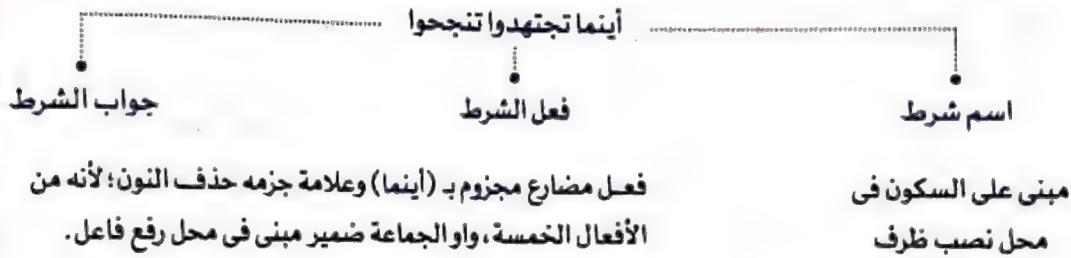 أينما تجتهدوا تنجحوا
اسم شرط
فعل الشرط
جواب الشرط
مبنى على السكون فى
محل نصب ظرف
فعل مضارع مجزوم بـ (أينما) وعلامة جزمه حذف النون؛ لأنه من
الأفعال الخمسة، واو الجماعة ضمير مبنى فى محل رفع فاعل.